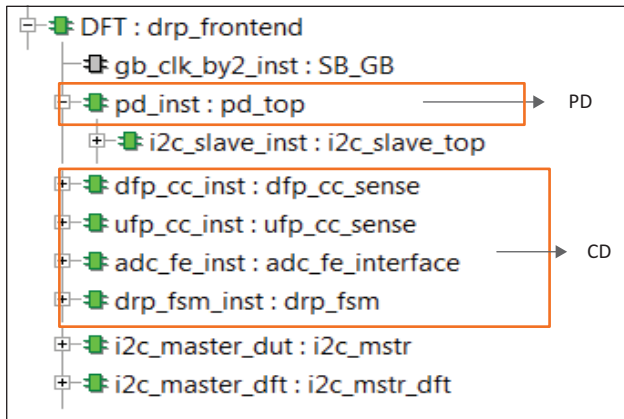 DFT : drp_frontend
gb_clk_by2_inst : SB_GB
pd_inst : pd_top PD
i2c_slave_inst : i2c_slave_top
dfp_cc_inst : dfp_cc_sense
ufp_cc_inst : ufp_cc_sense
adc_fe_inst : adc_fe_interface CD
drp_fsm_inst : drp_fsm
i2c_master_dut : i2c_mstr
i2c_master_dft : i2c_mstr_dft